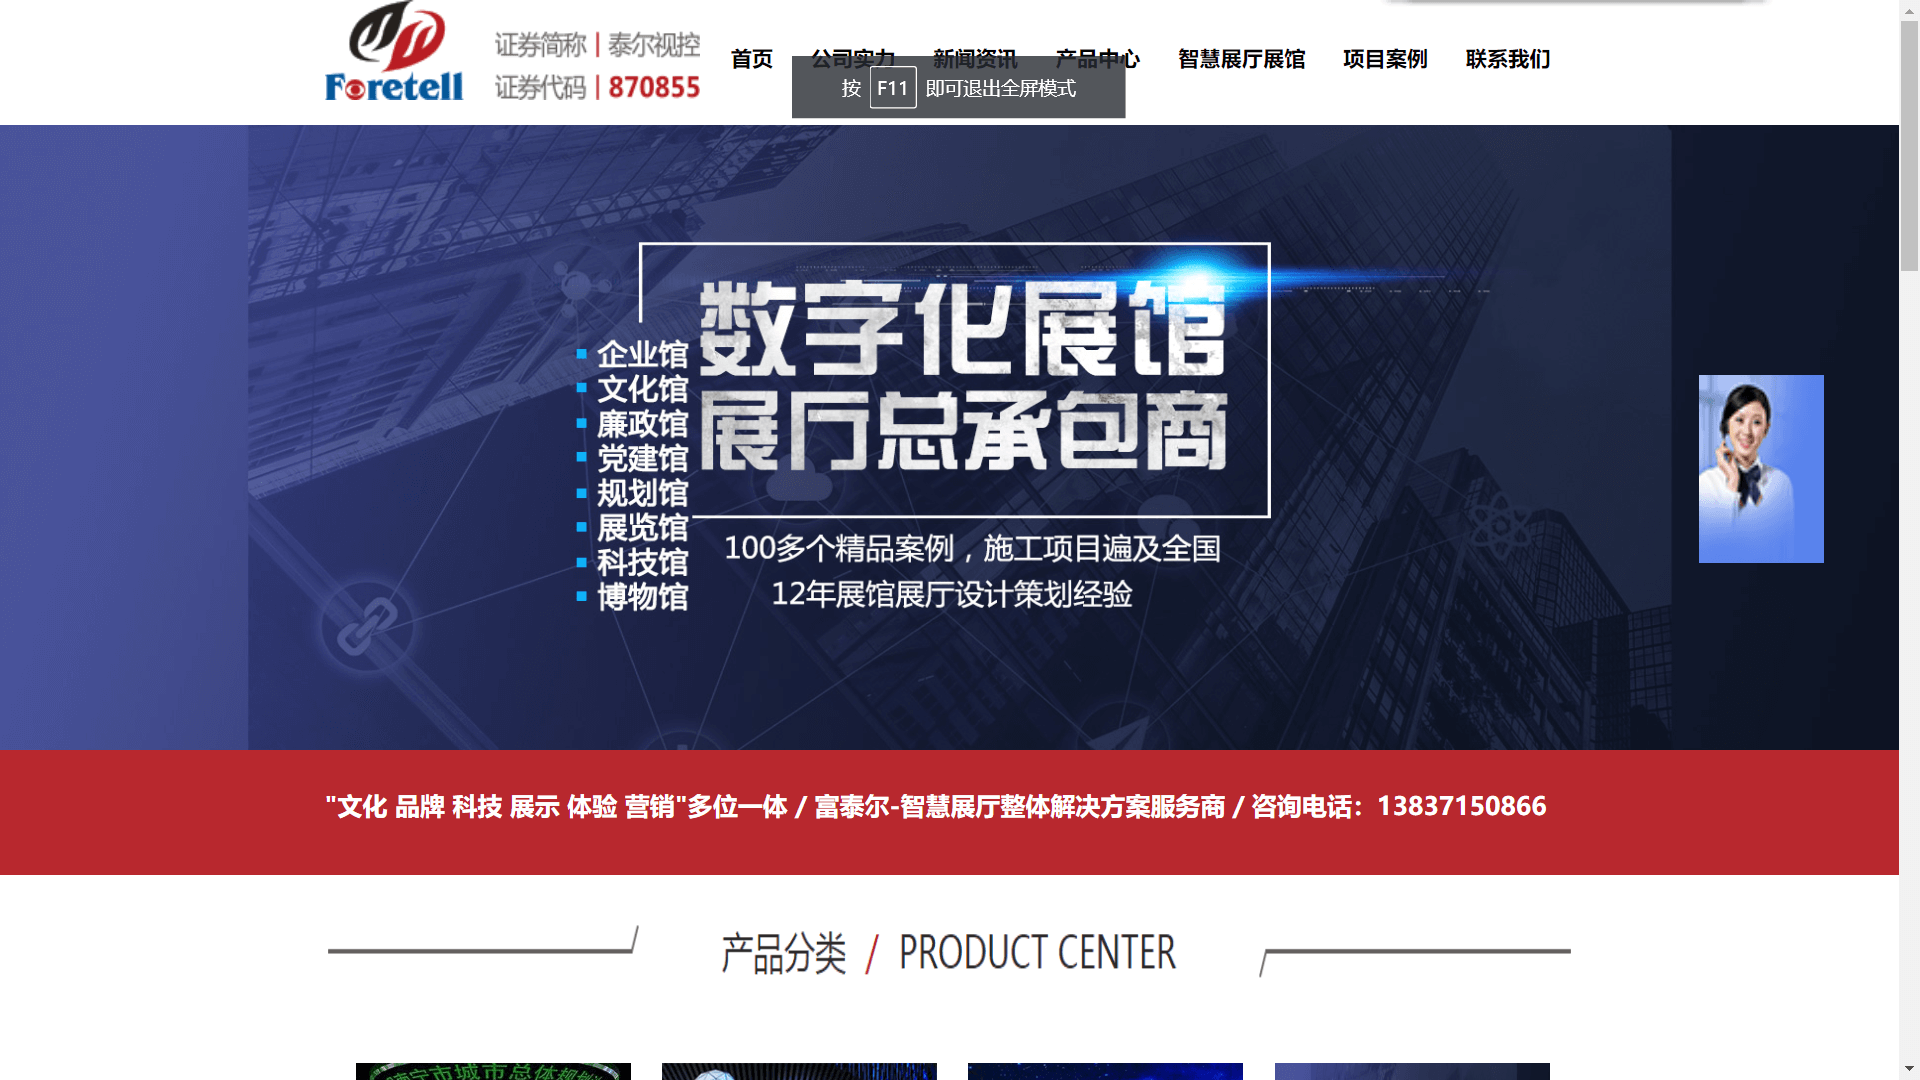 Foretell
证券简称 | 泰尔视控
证券代码 | 870855
首页 公司实力 新闻资讯 产品中心 智慧展厅展馆 项目案例 联系我们
按 F11 即可退出全屏模式
数字化展馆
展厅总承包商
企业馆
文化馆
廉政馆
党建馆
规划馆
展览馆
科技馆
博物馆
100多个精品案例，施工项目遍及全国
12年展馆展厅设计策划经验
"文化 品牌 科技 展示 体验 营销"多位一体 / 富泰尔-智慧展厅整体解决方案服务商 / 咨询电话：13837150866
产品分类 / PRODUCT CENTER